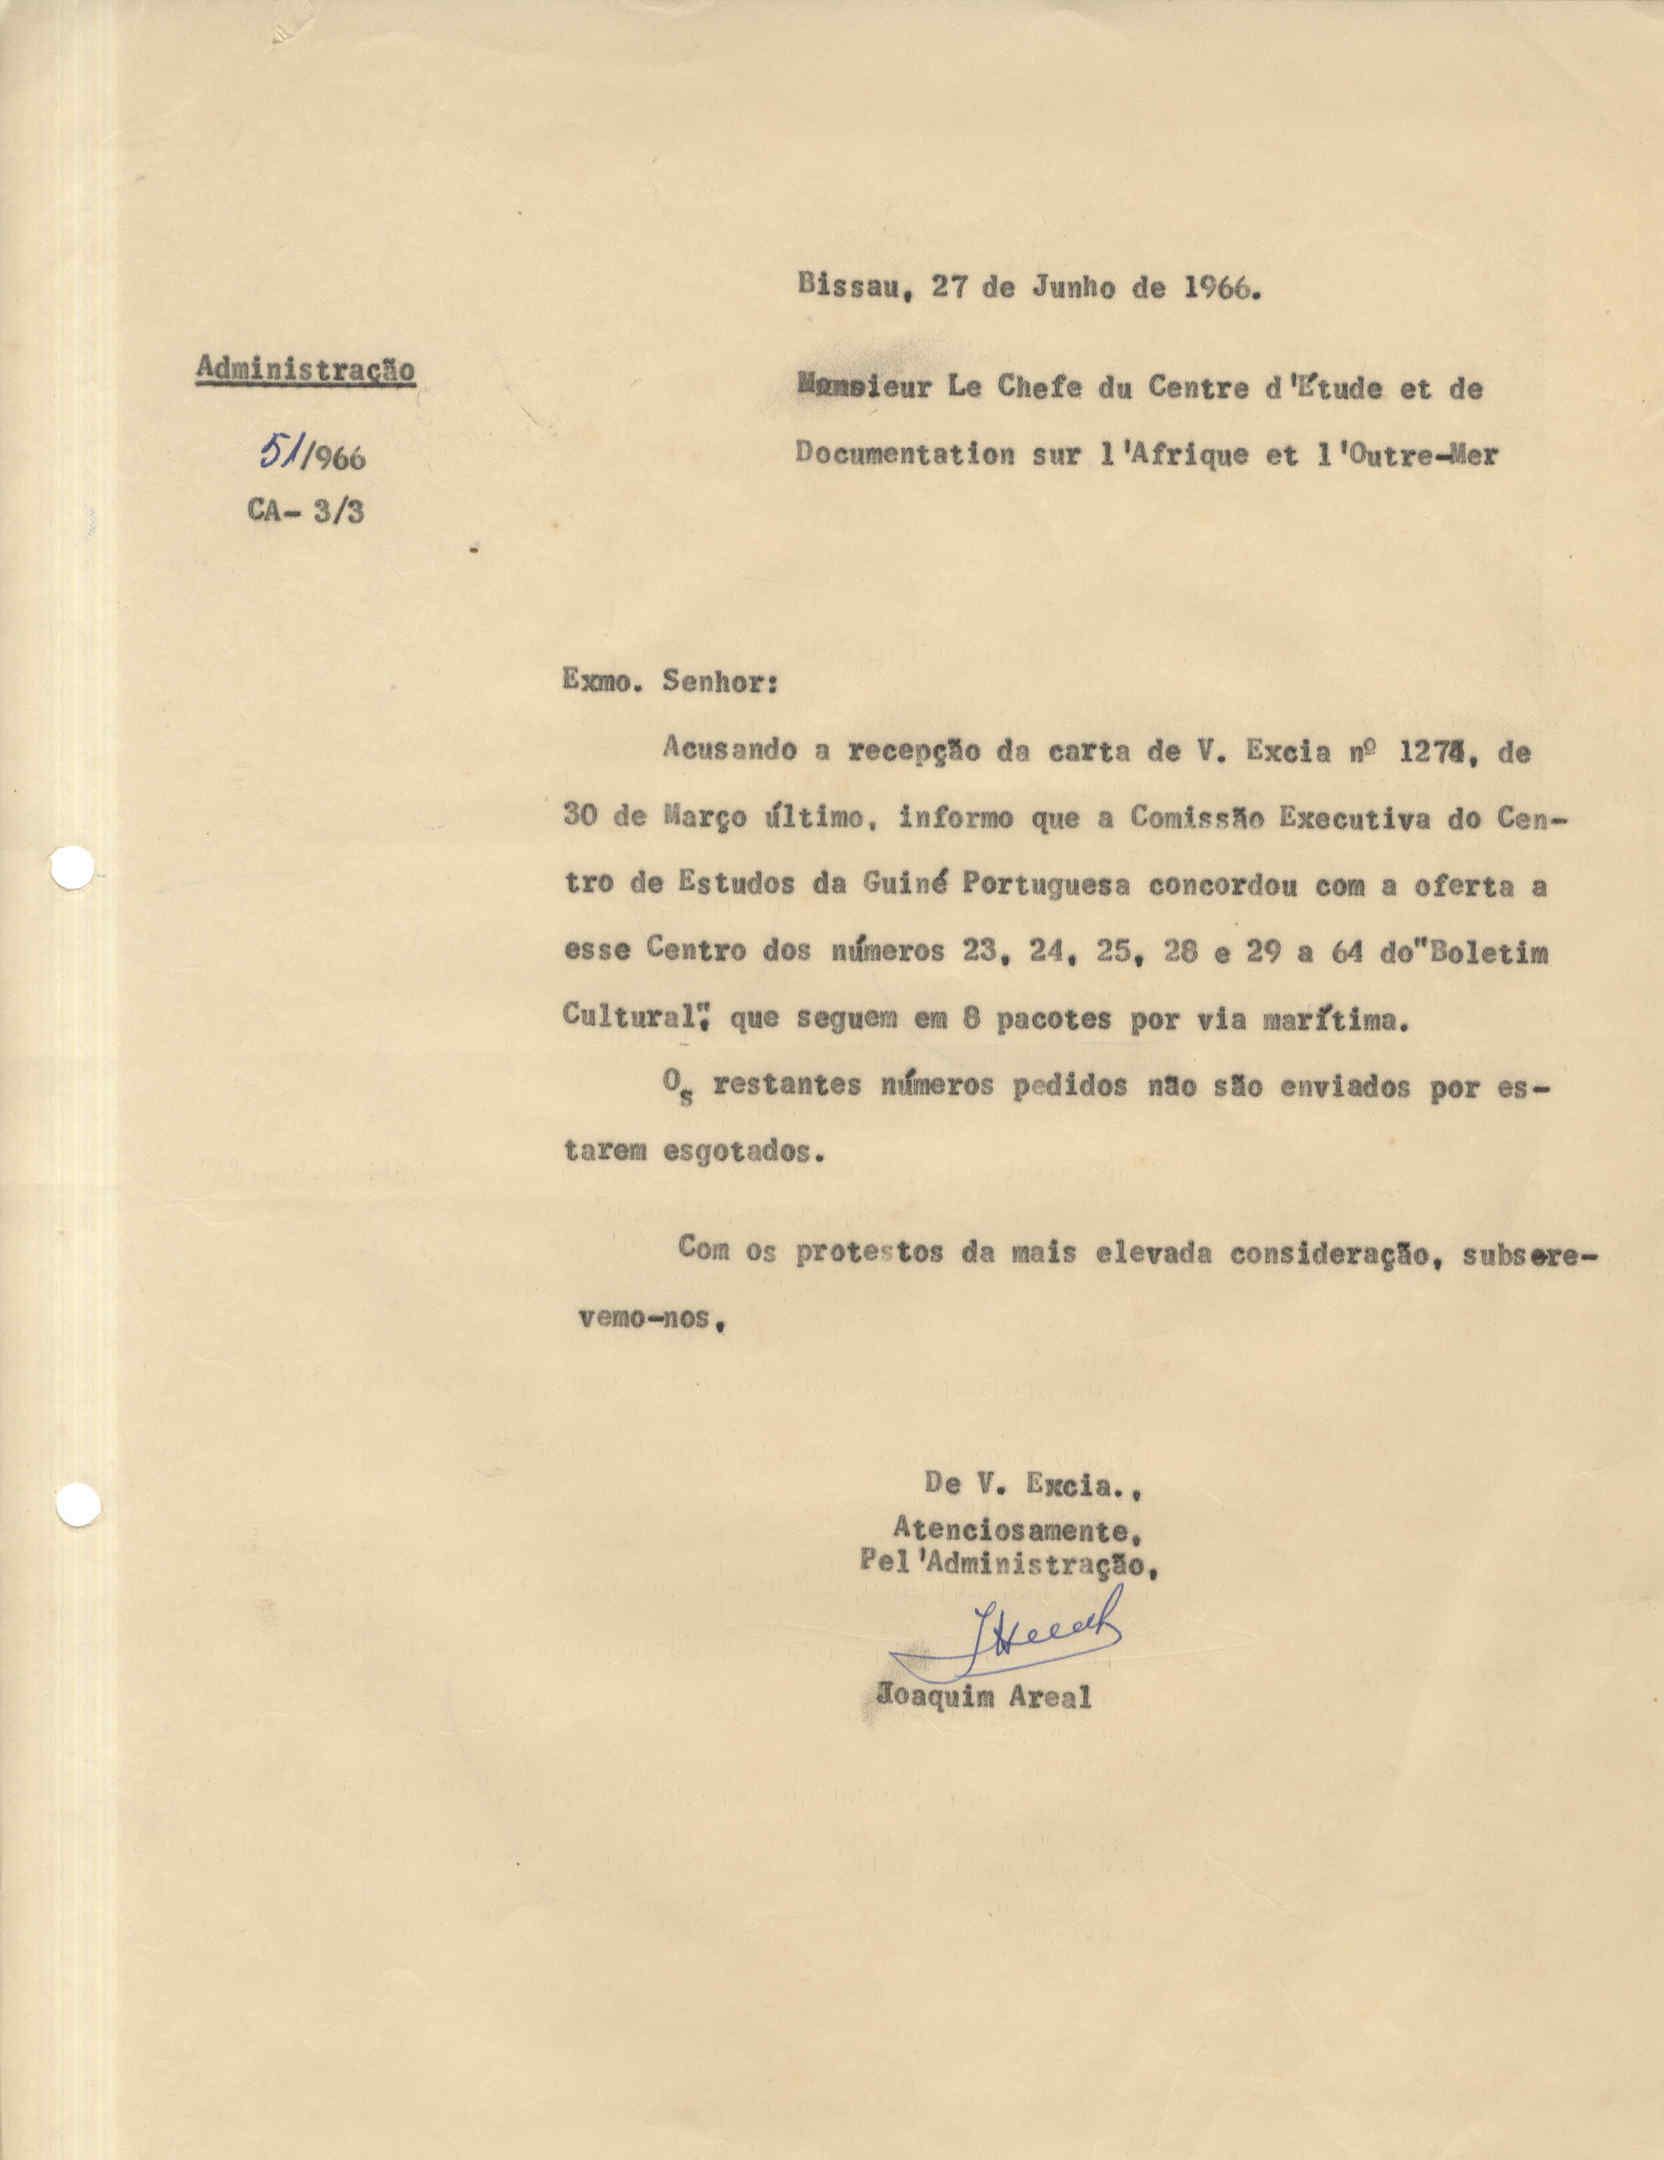 Bissau, 27 de Junho de 1966.
Administração
Monsieur Le Chefe du Centre d'Étude et de
Documentation sur l'Afrique et l'Outre-Mer
51/966
CA- 3/3
Exmo. Senhor:
Acusando a recepção da carta de V. Excia nº 1274, de
30 de Março último, informo que a Comissão Executiva do Cen-
tro de Estudos da Guiné Portuguesa concordou com a oferta a
esse Centro dos números 23, 24, 25, 28 e 29 a 64 do"Boletim
Cultural", que seguem em 8 pacotes por via marítima.
Os restantes números pedidos não são enviados por es-
tarem esgotados.
Com os protestos da mais elevada consideração, subscre-
vemo-nos,
De V. Excia.,
Atenciosamente,
Pel'Administração,
Joaquim Areal